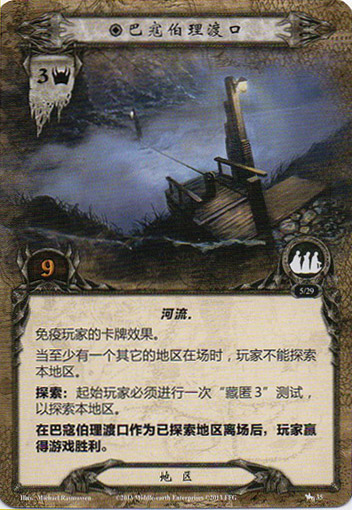 巴寇伯理渡口
3
9
5/29
河流.
免疫玩家的卡牌效果。
当至少有一个其它的地区在场时，玩家不能探索
本地区。
探索：起始玩家必须进行一次“藏匿 3”测试，
以探索本地区。
在巴寇伯理渡口作为已探索地区离场后，玩家赢
得游戏胜利。
地 区
Illus. Michael Rasmussen
©2013 Middle-earth Enterprises ©2013 FFG
35